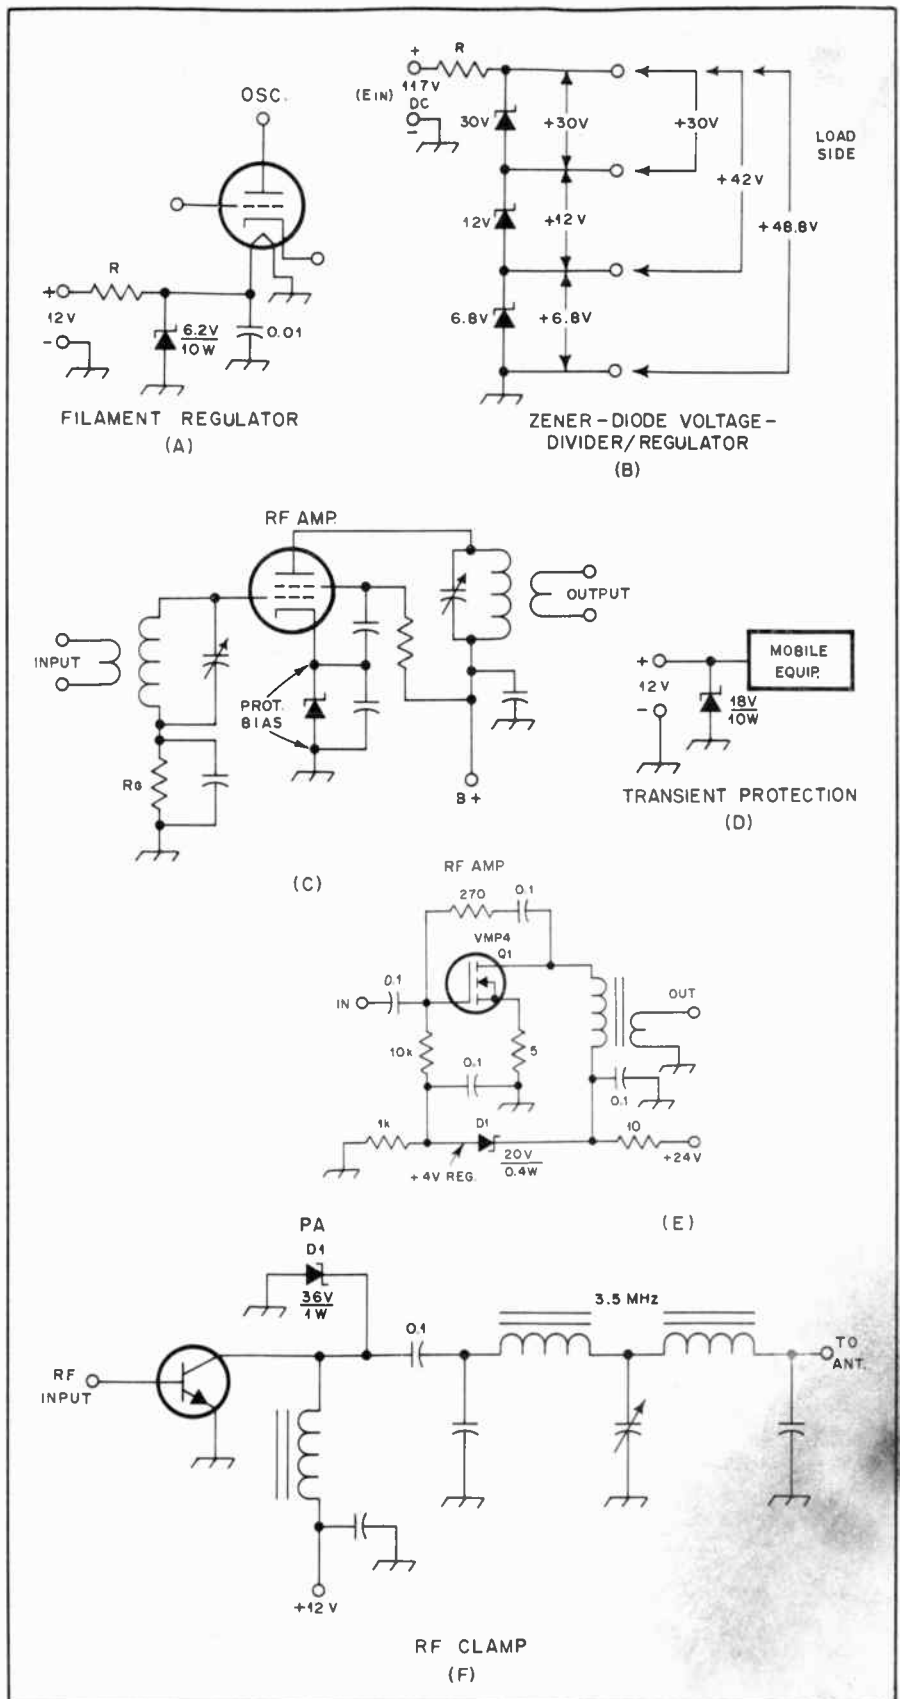 OSC.
R
+
12V
-
6.2V
10W
0.01
FILAMENT REGULATOR
(A)
+
R
117V
(EIN)
DC
-
30V
+30V
+30V
LOAD
SIDE
12V
+12V
+42V
+48.8V
6.8V
+6.8V
ZENER-DIODE VOLTAGE-
DIVIDER/REGULATOR
(B)
RF AMP.
INPUT
OUTPUT
PROT.
BIAS
RG
B+
(C)
+
12V
-
MOBILE
EQUIP.
18V
10W
TRANSIENT PROTECTION
(D)
RF AMP
270
0.1
VMP4
Q1
0.1
IN
OUT
10k
0.1
5
0.1
1k
D1
10
+4V REG.
20V
0.4W
+24V
(E)
PA
D1
36V
1W
3.5 MHz
0.1
RF
INPUT
TO
ANT.
+12V
RF CLAMP
(F)